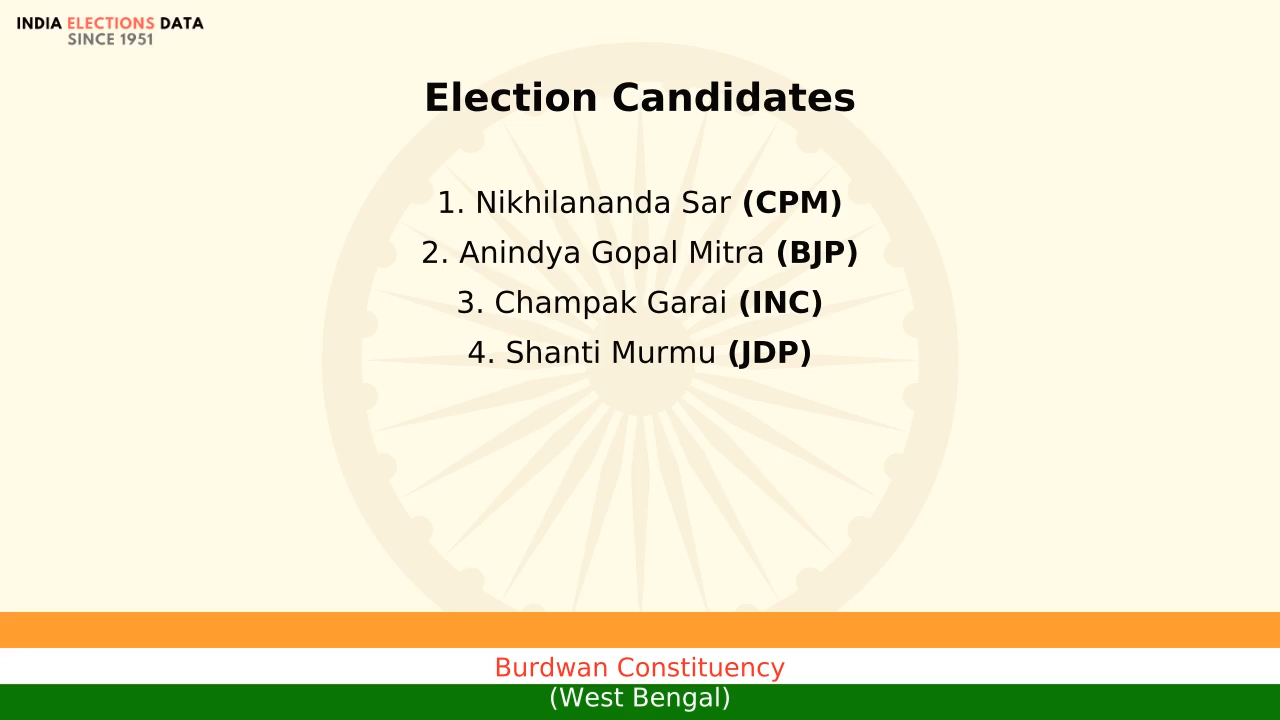 INDIA ELECTIONS DATA
SINCE 1951
Election Candidates
1. Nikhilananda Sar (CPM)
2. Anindya Gopal Mitra (BJP)
3. Champak Garai (INC)
4. Shanti Murmu (JDP)
Burdwan Constituency
(West Bengal)